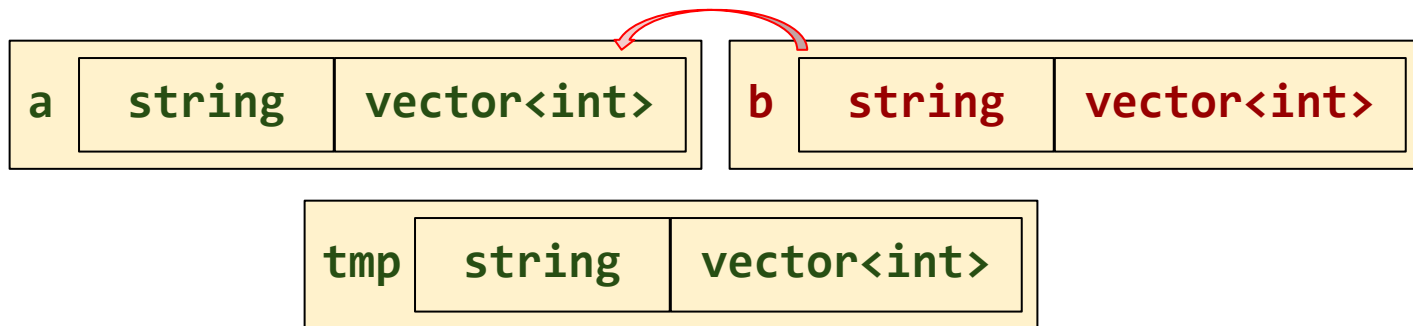 a string vector<int>
b string vector<int>
tmp string vector<int>